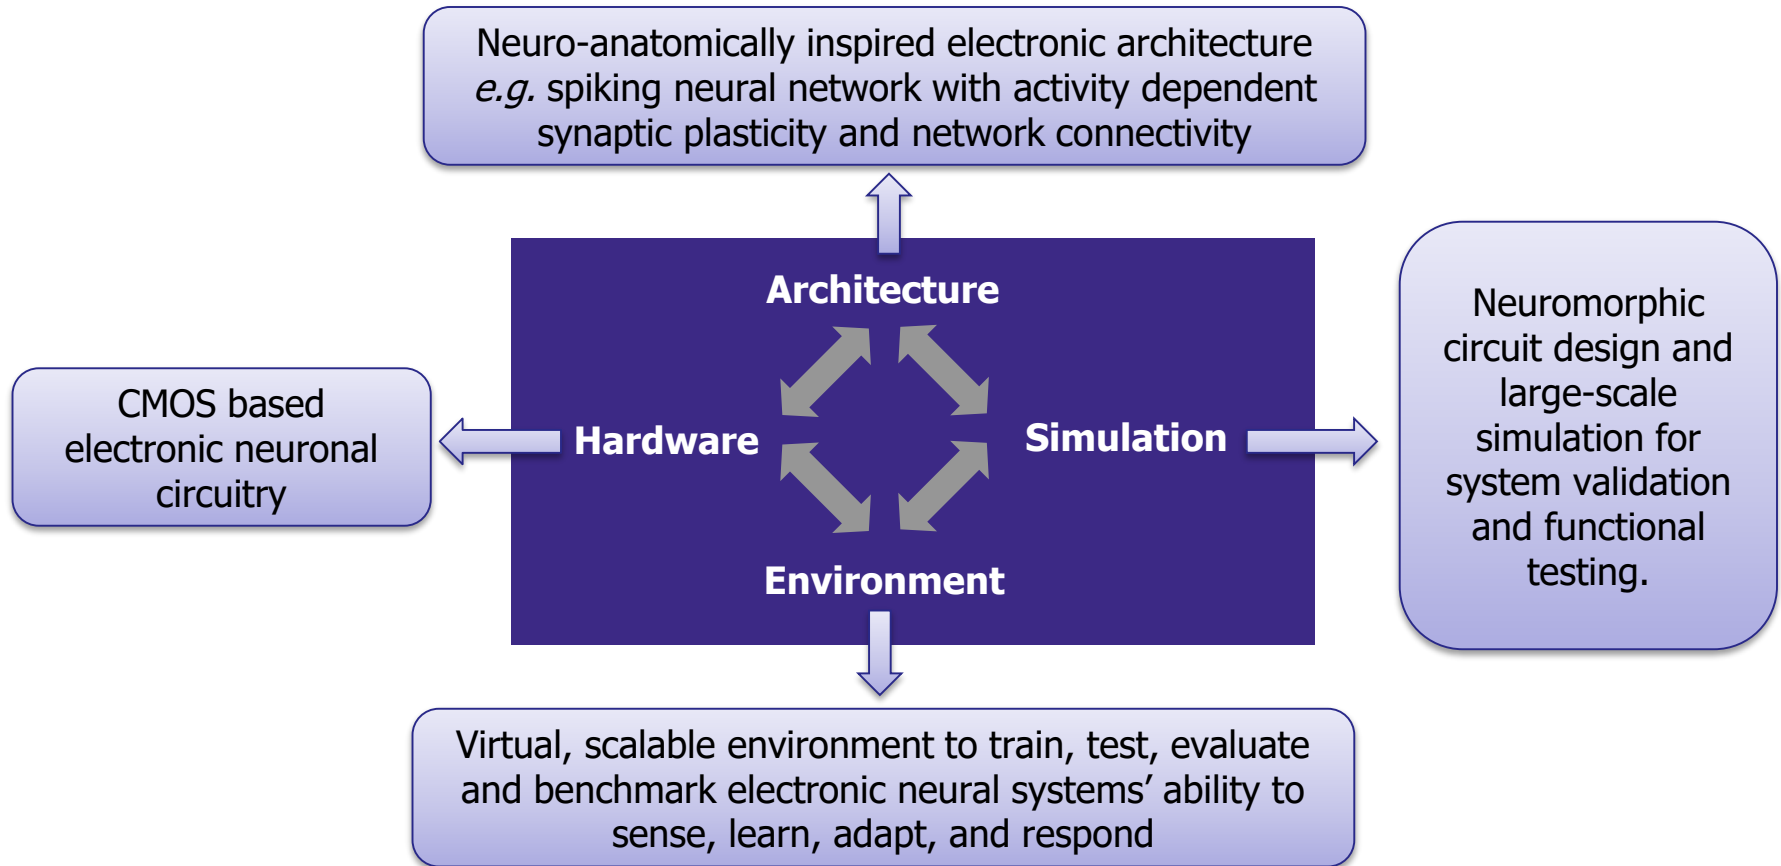 Neuro-anatomically inspired electronic architecture
e.g. spiking neural network with activity dependent
synaptic plasticity and network connectivity
Architecture
Hardware
Simulation
Environment
CMOS based
electronic neuronal
circuitry
Neuromorphic
circuit design and
large-scale
simulation for
system validation
and functional
testing.
Virtual, scalable environment to train, test, evaluate
and benchmark electronic neural systems’ ability to
sense, learn, adapt, and respond